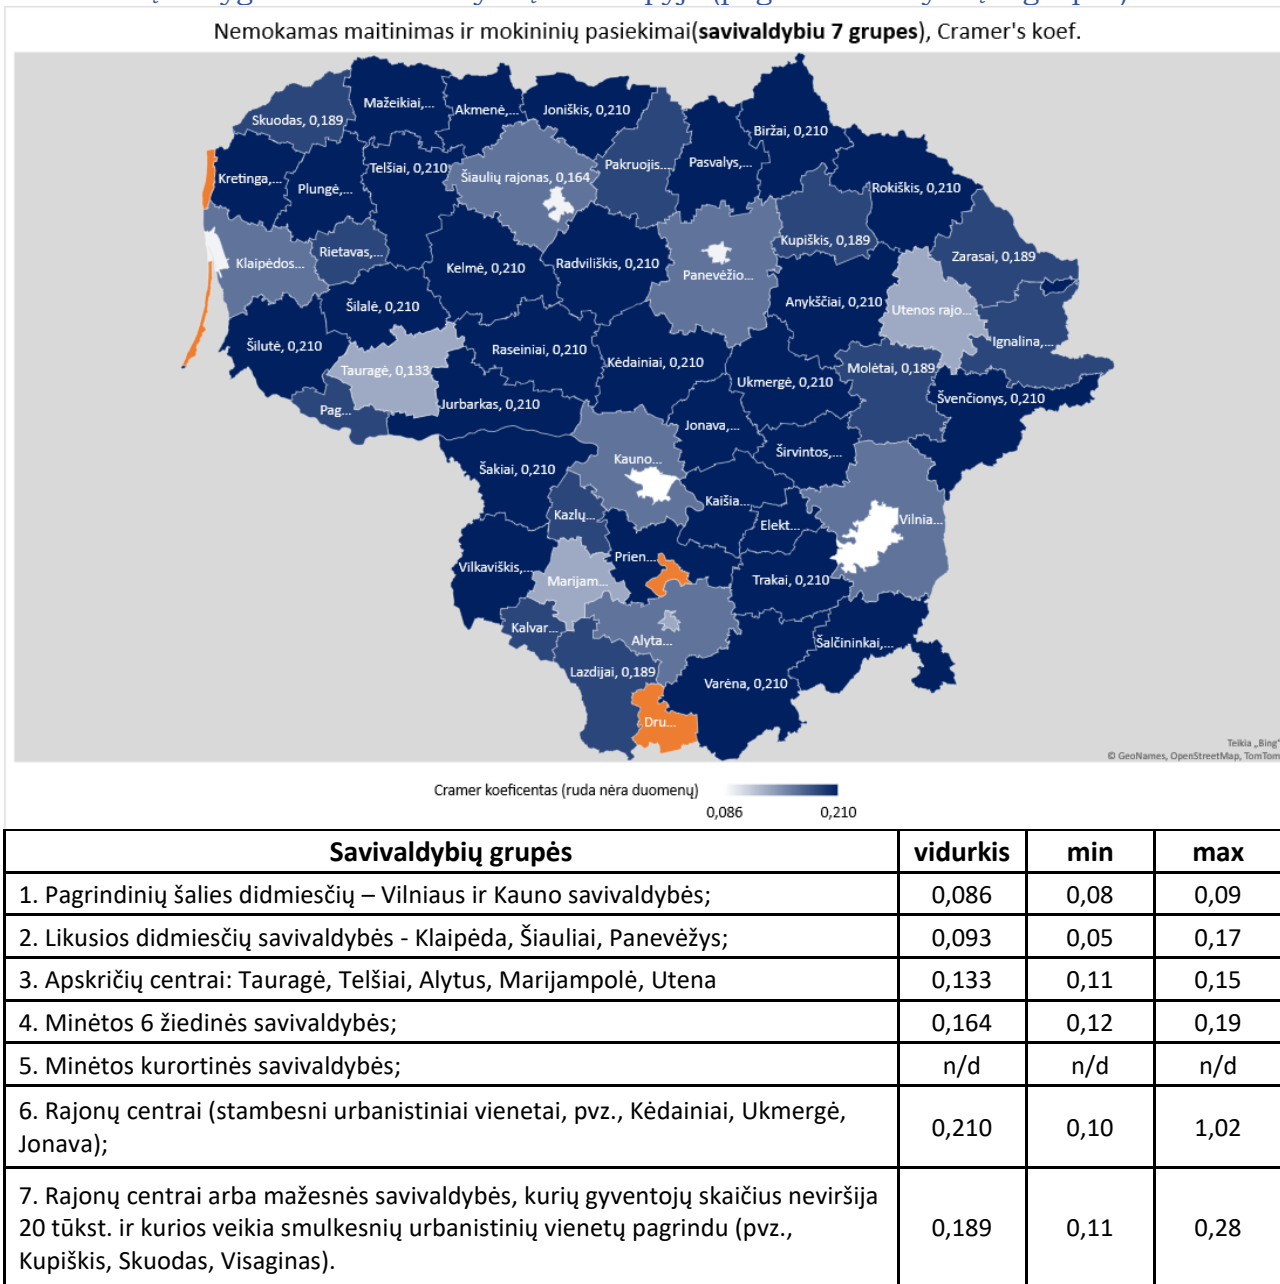 Nemokamas maitinimas ir mokininių pasiekimai(savivaldybiu 7 grupes), Cramer's koef.
Skuodas, 0,189
Mažeikiai,...
Akmenė,...
Joniškis, 0,210
Biržai, 0,210
Kretinga,...
Plungė,...
Telšiai, 0,210
Šiaulių rajonas, 0,164
Pakruojis...
Pasvalys,...
Rokiškis, 0,210
Klaipėdos...
Rietavas,...
Kelmė, 0,210
Radviliškis, 0,210
Panevėžio...
Kupiškis, 0,189
Zarasai, 0,189
Šilalė, 0,210
Anykščiai, 0,210
Utenos rajo...
Šilutė, 0,210
Tauragė, 0,133
Raseiniai, 0,210
Kėdainiai, 0,210
Ukmergė, 0,210
Molėtai, 0,189
Ignalina,...
Pag...
Jurbarkas, 0,210
Jonava,...
Švenčionys, 0,210
Šakiai, 0,210
Kauno...
Širvintos,...
Kazlų...
Kaišia...
Elekt...
Vilnia...
Vilkaviškis,...
Marijam...
Prien...
Trakai, 0,210
Kalvar...
Alyta...
Šalčininkai,...
Lazdijai, 0,189
Varėna, 0,210
Dru...
Teikia „Bing"
© GeoNames, OpenStreetMap, TomTom
Cramer koeficentas (ruda nėra duomenų)
0,086 0,210
Savivaldybių grupės vidurkis min max
1. Pagrindinių šalies didmiesčių – Vilniaus ir Kauno savivaldybės; 0,086 0,08 0,09
2. Likusios didmiesčių savivaldybės - Klaipėda, Šiauliai, Panevėžys; 0,093 0,05 0,17
3. Apskričių centrai: Tauragė, Telšiai, Alytus, Marijampolė, Utena 0,133 0,11 0,15
4. Minėtos 6 žiedinės savivaldybės; 0,164 0,12 0,19
5. Minėtos kurortinės savivaldybės; n/d n/d n/d
6. Rajonų centrai (stambesni urbanistiniai vienetai, pvz., Kėdainiai, Ukmergė,
Jonava); 0,210 0,10 1,02
7. Rajonų centrai arba mažesnės savivaldybės, kurių gyventojų skaičius neviršija
20 tūkst. ir kurios veikia smulkesnių urbanistinių vienetų pagrindu (pvz., 0,189 0,11 0,28
Kupiškis, Skuodas, Visaginas).